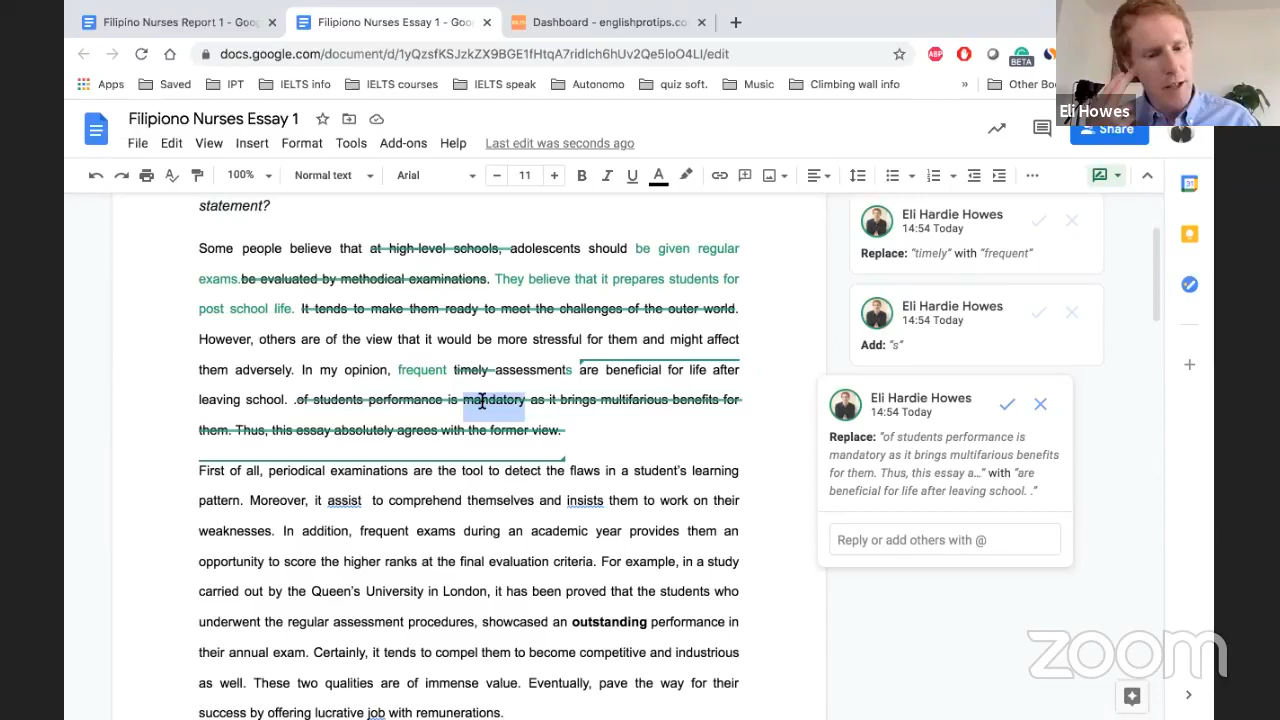 Filipino Nurses Report 1 - Goo
Filipiono Nurses Essay 1 - Goo
Dashboard - englishprotips.co
docs.google.com/document/d/1yQzsfKSJzkZX9BGE1fHtqA7ridlch6hUv2Qe5loO4LI/edit
ABP
BETA
Apps Saved IPT IELTS info IELTS courses IELTS speak Autonomo quiz soft. Music Climbing wall info » Other Boo
Eli Howes
Filipiono Nurses Essay 1
Share
File Edit View Insert Format Tools Add-ons Help Last edit was seconds ago
100% Normal text Arial 11 B I U A
31
statement?
Some people believe that at high-level schools, adolescents should be given regular
exams.be evaluated by methodical examinations. They believe that it prepares students for
post school life. It tends to make them ready to meet the challenges of the outer world.
However, others are of the view that it would be more stressful for them and might affect
them adversely. In my opinion, frequent timely assessments are beneficial for life after
leaving school. .of students performance is mandatory as it brings multifarious benefits for
them. Thus, this essay absolutely agrees with the former view.
First of all, periodical examinations are the tool to detect the flaws in a student's learning
pattern. Moreover, it assist to comprehend themselves and insists them to work on their
weaknesses. In addition, frequent exams during an academic year provides them an
opportunity to score the higher ranks at the final evaluation criteria. For example, in a study
carried out by the Queen's University in London, it has been proved that the students who
underwent the regular assessment procedures, showcased an outstanding performance in
their annual exam. Certainly, it tends to compel them to become competitive and industrious
as well. These two qualities are of immense value. Eventually, pave the way for their
success by offering lucrative job with remunerations.
Eli Hardie Howes
14:54 Today
Replace: "timely" with "frequent"
Eli Hardie Howes
14:54 Today
Add: "s"
Eli Hardie Howes
14:54 Today
Replace: "of students performance is
mandatory as it brings multifarious benefits
for them. Thus, this essay a..." with "are
beneficial for life after leaving school. ."
Reply or add others with @
zoom